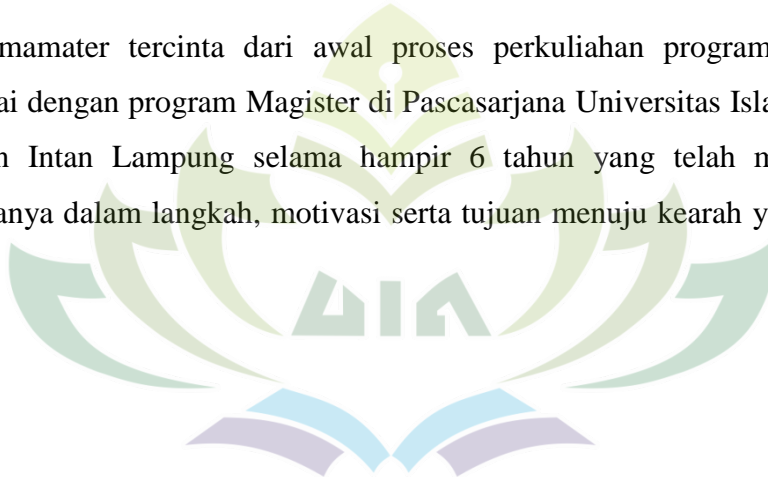 mamater tercinta dari awal proses perkuliahan program
ai dengan program Magister di Pascasarjana Universitas Isla
n Intan Lampung selama hampir 6 tahun yang telah m
anya dalam langkah, motivasi serta tujuan menuju kearah y
UIN